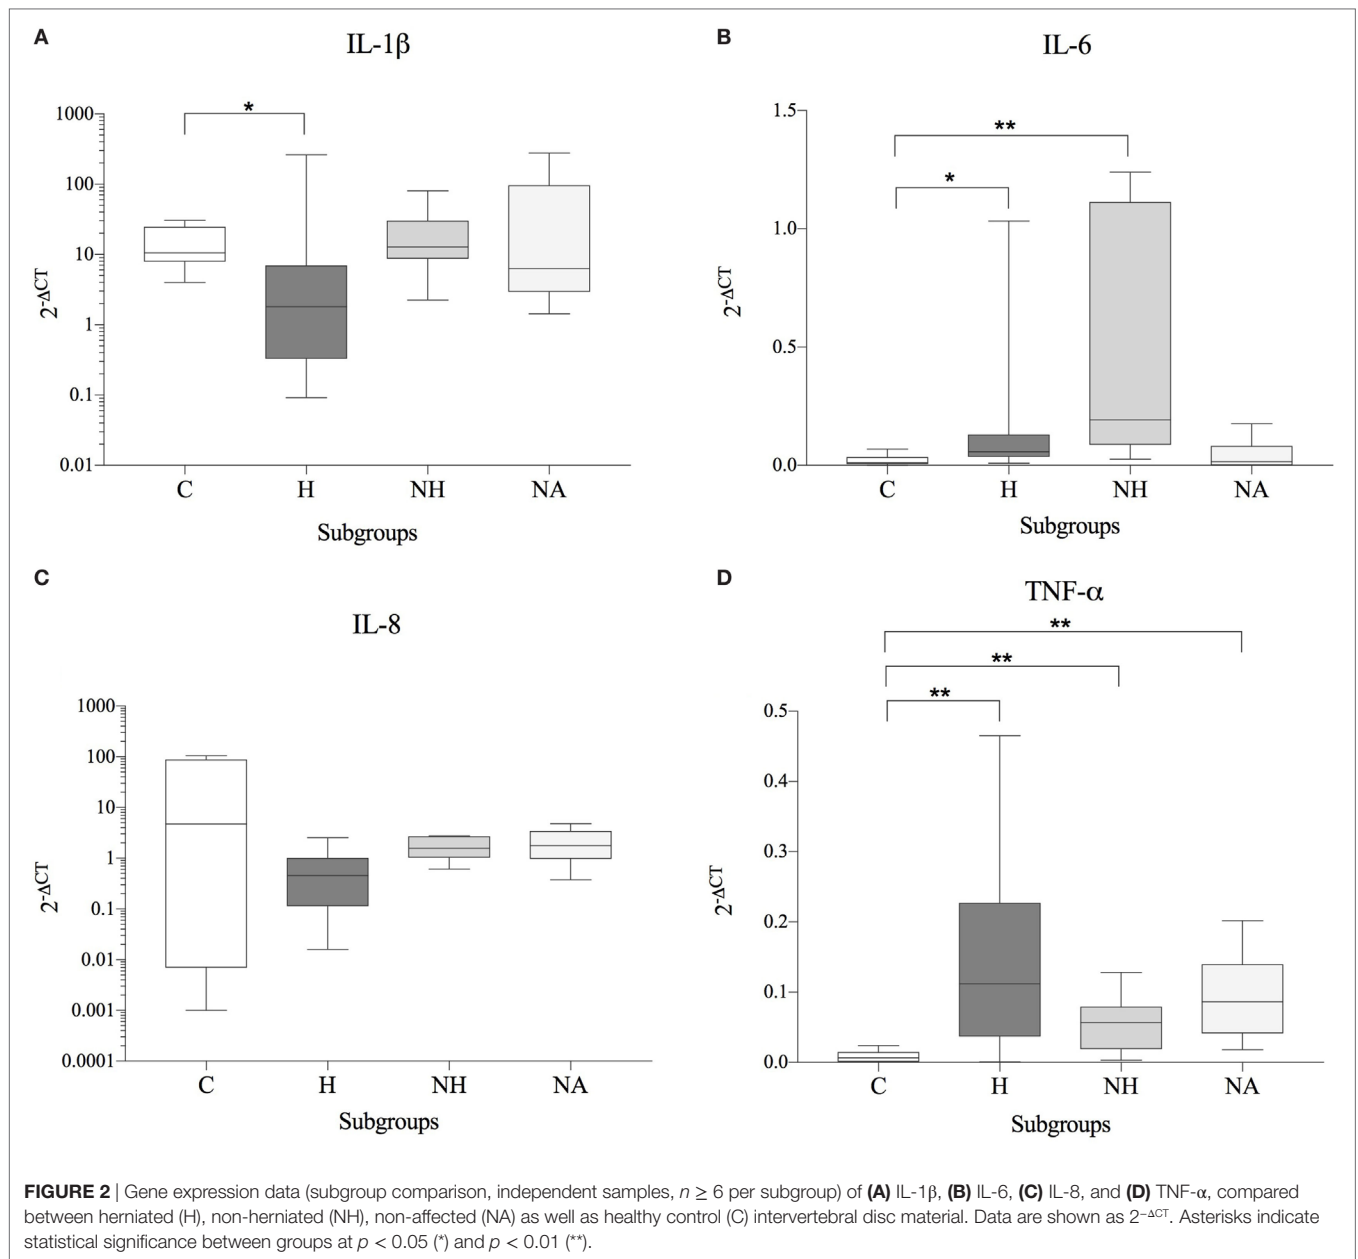 A
IL-1β
*
1000
100
10
1
0.1
0.01
2^-ΔCT
C H NH NA
Subgroups
B
IL-6
**
*
1.5
1.0
0.5
0.0
2^-ΔCT
C H NH NA
Subgroups
C
IL-8
1000
100
10
1
0.1
0.01
0.001
0.0001
2^-ΔCT
C H NH NA
Subgroups
D
TNF-α
**
**
**
0.5
0.4
0.3
0.2
0.1
0.0
2^-ΔCT
C H NH NA
Subgroups
FIGURE 2 | Gene expression data (subgroup comparison, independent samples, n ≥ 6 per subgroup) of (A) IL-1β, (B) IL-6, (C) IL-8, and (D) TNF-α, compared
between herniated (H), non-herniated (NH), non-affected (NA) as well as healthy control (C) intervertebral disc material. Data are shown as 2^−ΔCT. Asterisks indicate
statistical significance between groups at p < 0.05 (*) and p < 0.01 (**).